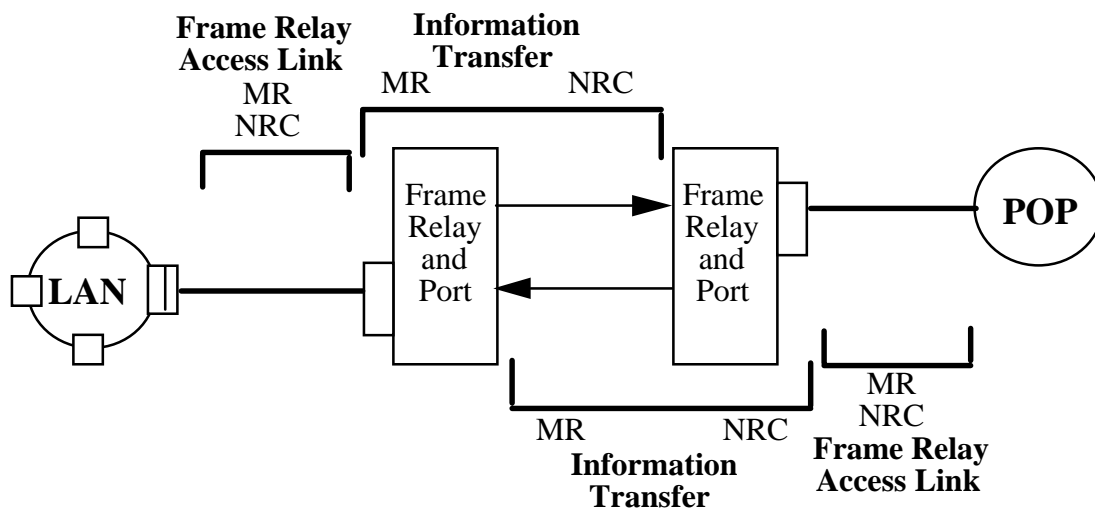 Frame Relay
Access Link
MR
NRC
Information
Transfer
MR NRC
Frame
Relay
and
Port
Frame
Relay
and
Port
POP
LAN
MR NRC
Information
Transfer
MR
NRC
Frame Relay
Access Link